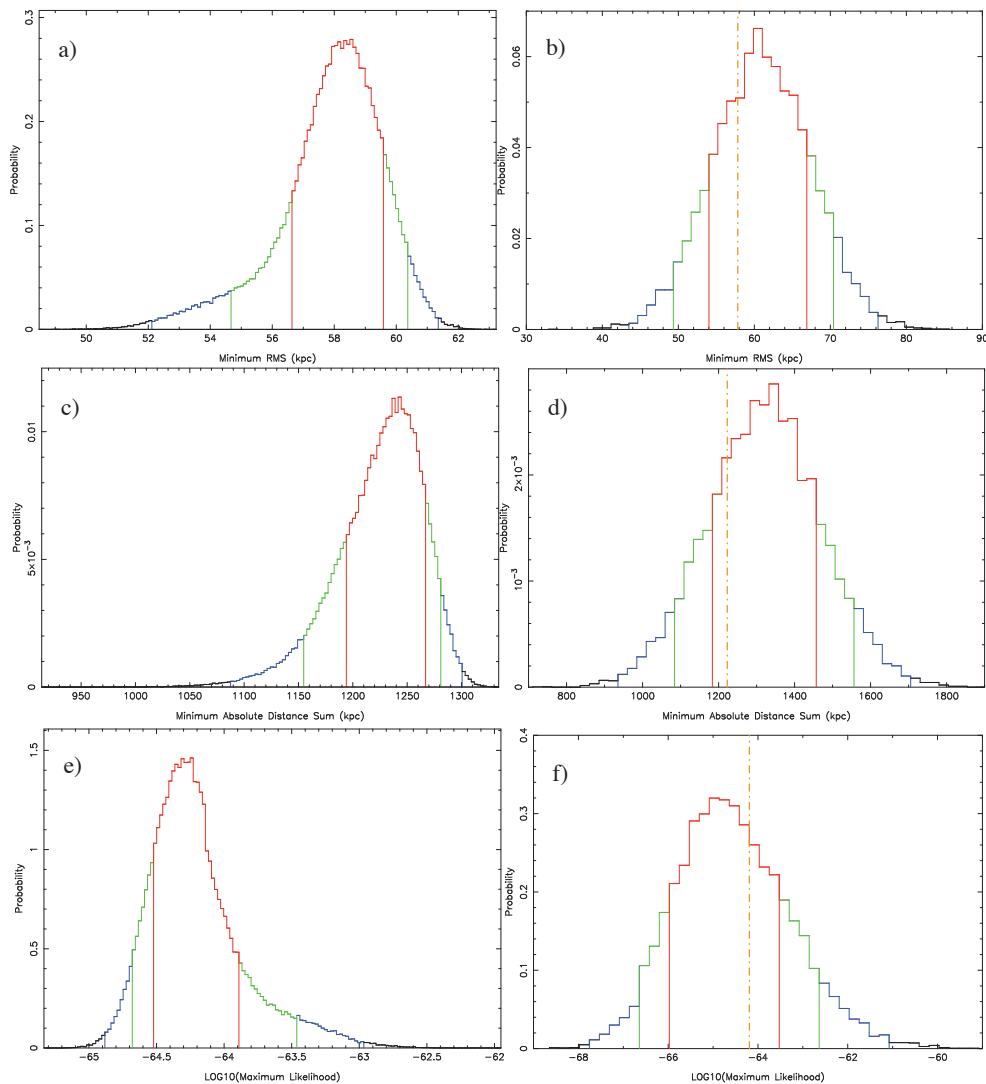 a)
Probability
0 0.1 0.2 0.3
50 52 54 56 58 60 62
Minimum RMS (kpc)
b)
Probability
0 0.02 0.04 0.06
30 40 50 60 70 80 90
Minimum RMS (kpc)
c)
Probability
0 5×10⁻³ 0.01
950 1000 1050 1100 1150 1200 1250 1300
Minimum Absolute Distance Sum (kpc)
d)
Probability
0 10⁻³ 2×10⁻³
800 1000 1200 1400 1600 1800
Minimum Absolute Distance Sum (kpc)
e)
Probability
0 0.5 1 1.5
−65 −64.5 −64 −63.5 −63 −62.5 −62
LOG10(Maximum Likelihood)
f)
Probability
0 0.1 0.2 0.3 0.4
−68 −66 −64 −62 −60
LOG10(Maximum Likelihood)